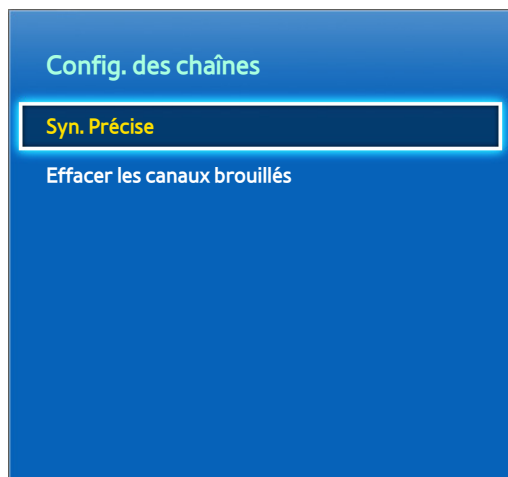 Config. des chaînes
Syn. Précise
Effacer les canaux brouillés